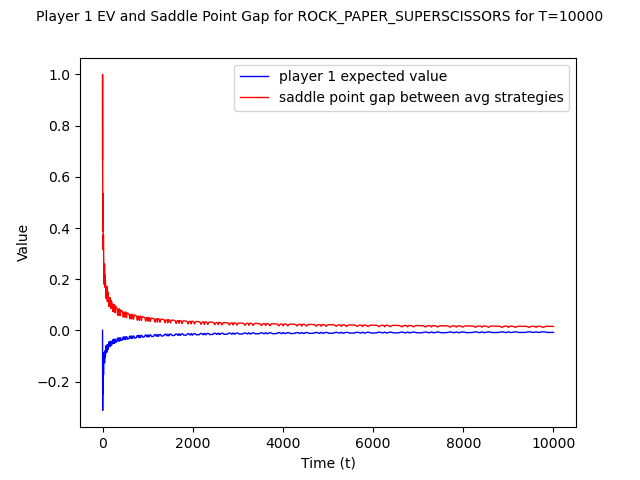 Player 1 EV and Saddle Point Gap for ROCK_PAPER_SUPERSCISSORS for T=10000
player 1 expected value
saddle point gap between avg strategies
Value
1.0
0.8
0.6
0.4
0.2
0.0
−0.2
0 2000 4000 6000 8000 10000
Time (t)